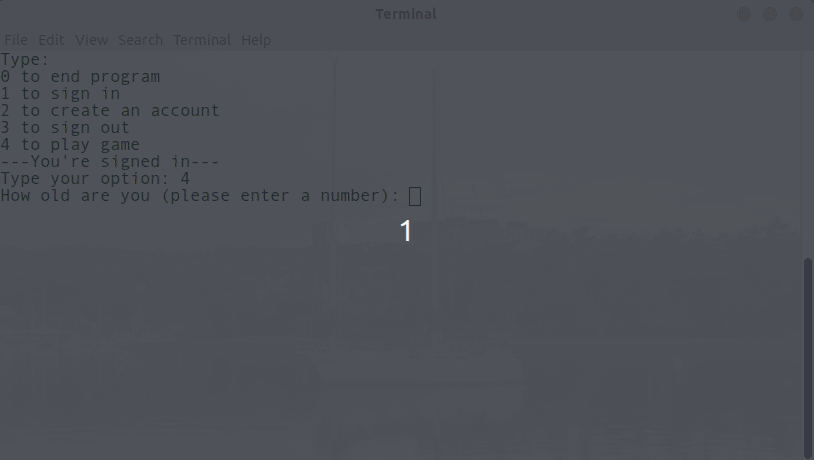 Terminal
File Edit View Search Terminal Help
Type:
0 to end program
1 to sign in
2 to create an account
3 to sign out
4 to play game
---You're signed in---
Type your option: 4
How old are you (please enter a number):
1